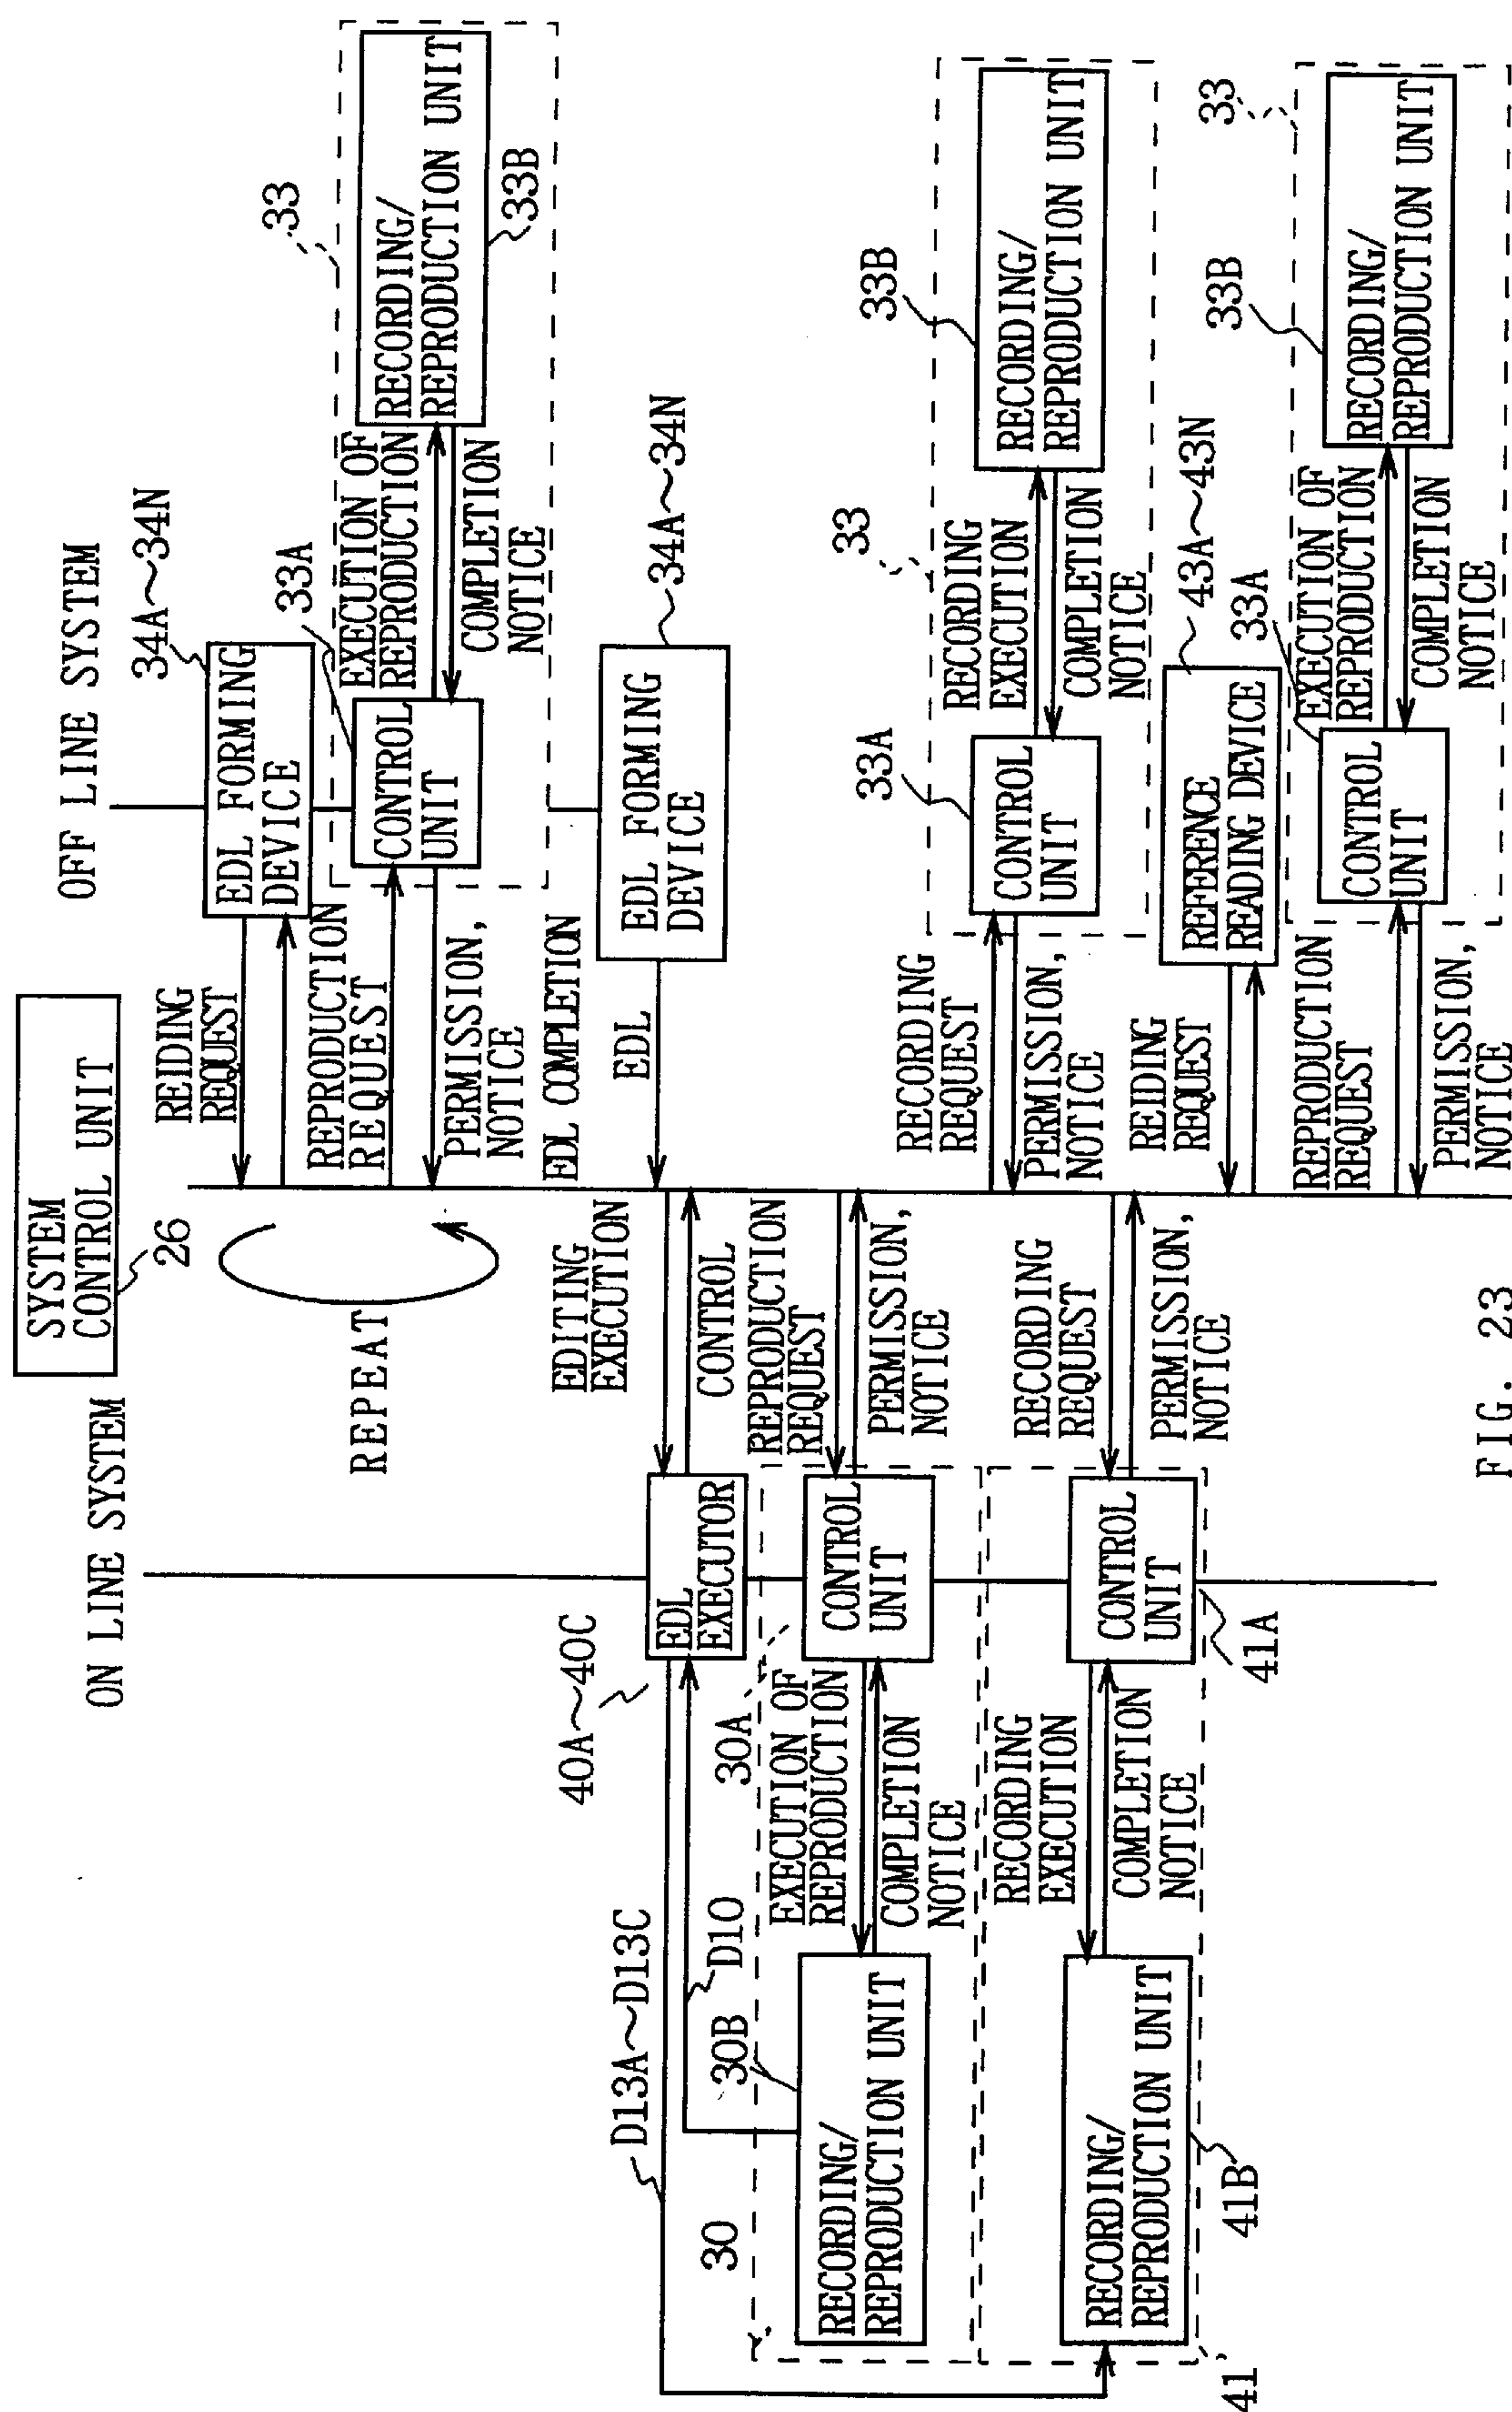 SYSTEM
CONTROL UNIT
26
ON LINE SYSTEM
OFF LINE SYSTEM
REPEAT
REIDING
REQUEST
EDL FORMING
DEVICE
34A~34N
REPRODUCTION
REQUEST
PERMISSION,
NOTICE
CONTROL
UNIT
33A
EXECUTION OF
REPRODUCTION
COMPLETION
NOTICE
33
RECORDING/
REPRODUCTION UNIT
33B
EDL COMPLETION
EDL
EDL FORMING
DEVICE
34A~34N
EDITING
EXECUTION
CONTROL
EDL
EXECUTOR
40A~40C
D13A~D13C
D10
REPRODUCTION
REQUEST
PERMISSION,
NOTICE
CONTROL
UNIT
30A
EXECUTION OF
REPRODUCTION
COMPLETION
NOTICE
30B
30
RECORDING/
REPRODUCTION UNIT
RECORDING
REQUEST
PERMISSION,
NOTICE
CONTROL
UNIT
33A
RECORDING
EXECUTION
COMPLETION
NOTICE
33
33B
RECORDING/
REPRODUCTION UNIT
RECORDING
REQUEST
PERMISSION,
NOTICE
CONTROL
UNIT
41A
RECORDING
EXECUTION
COMPLETION
NOTICE
RECORDING/
REPRODUCTION UNIT
41B
41
REIDING
REQUEST
REFERENCE
READING DEVICE
43A~43N
REPRODUCTION
REQUEST
PERMISSION,
NOTICE
CONTROL
UNIT
33A
EXECUTION OF
REPRODUCTION
COMPLETION
NOTICE
33
33B
RECORDING/
REPRODUCTION UNIT
FIG. 23